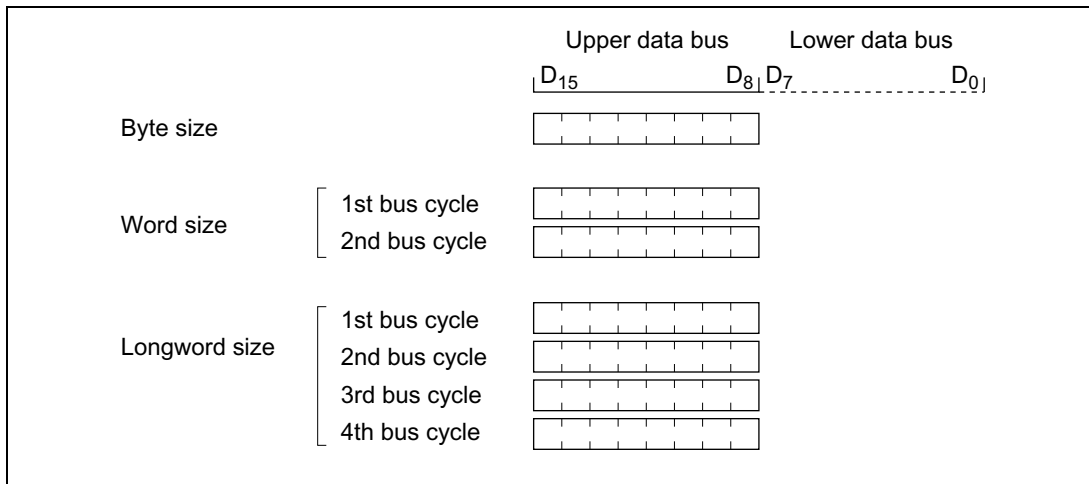 Upper data bus Lower data bus
D15 D8 D7 D0
Byte size
Word size
1st bus cycle
2nd bus cycle
Longword size
1st bus cycle
2nd bus cycle
3rd bus cycle
4th bus cycle